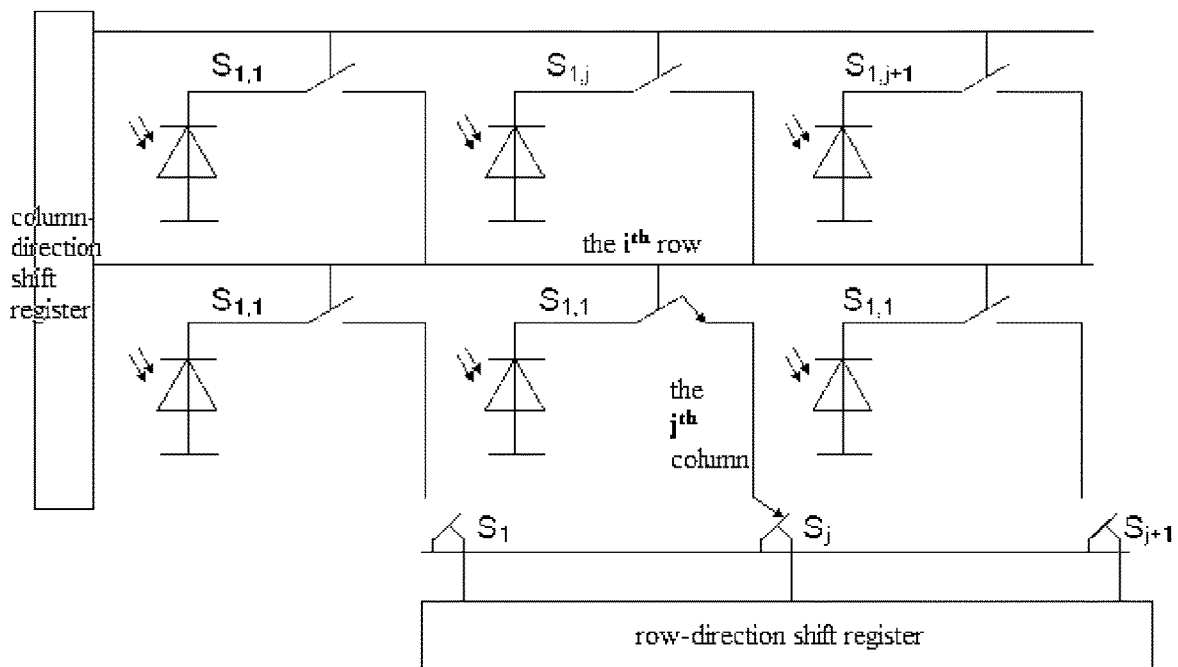 S1,1
S1,j
S1,j+1
column-
direction
shift
register
the ith row
S1,1
S1,1
S1,1
the
jth
column
S1
Sj
Sj+1
row-direction shift register